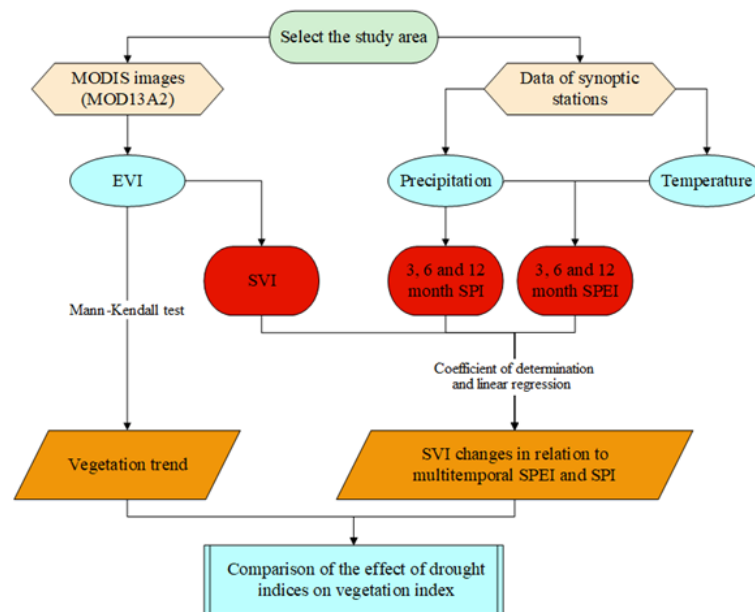 Select the study area
MODIS images
(MOD13A2)
Data of synoptic
stations
EVI
Precipitation
Temperature
SVI
3, 6 and 12
month SPI
3, 6 and 12
month SPEI
Mann-Kendall test
Coefficient of determination
and linear regression
Vegetation trend
SVI changes in relation to
multitemporal SPEI and SPI
Comparison of the effect of drought
indices on vegetation index